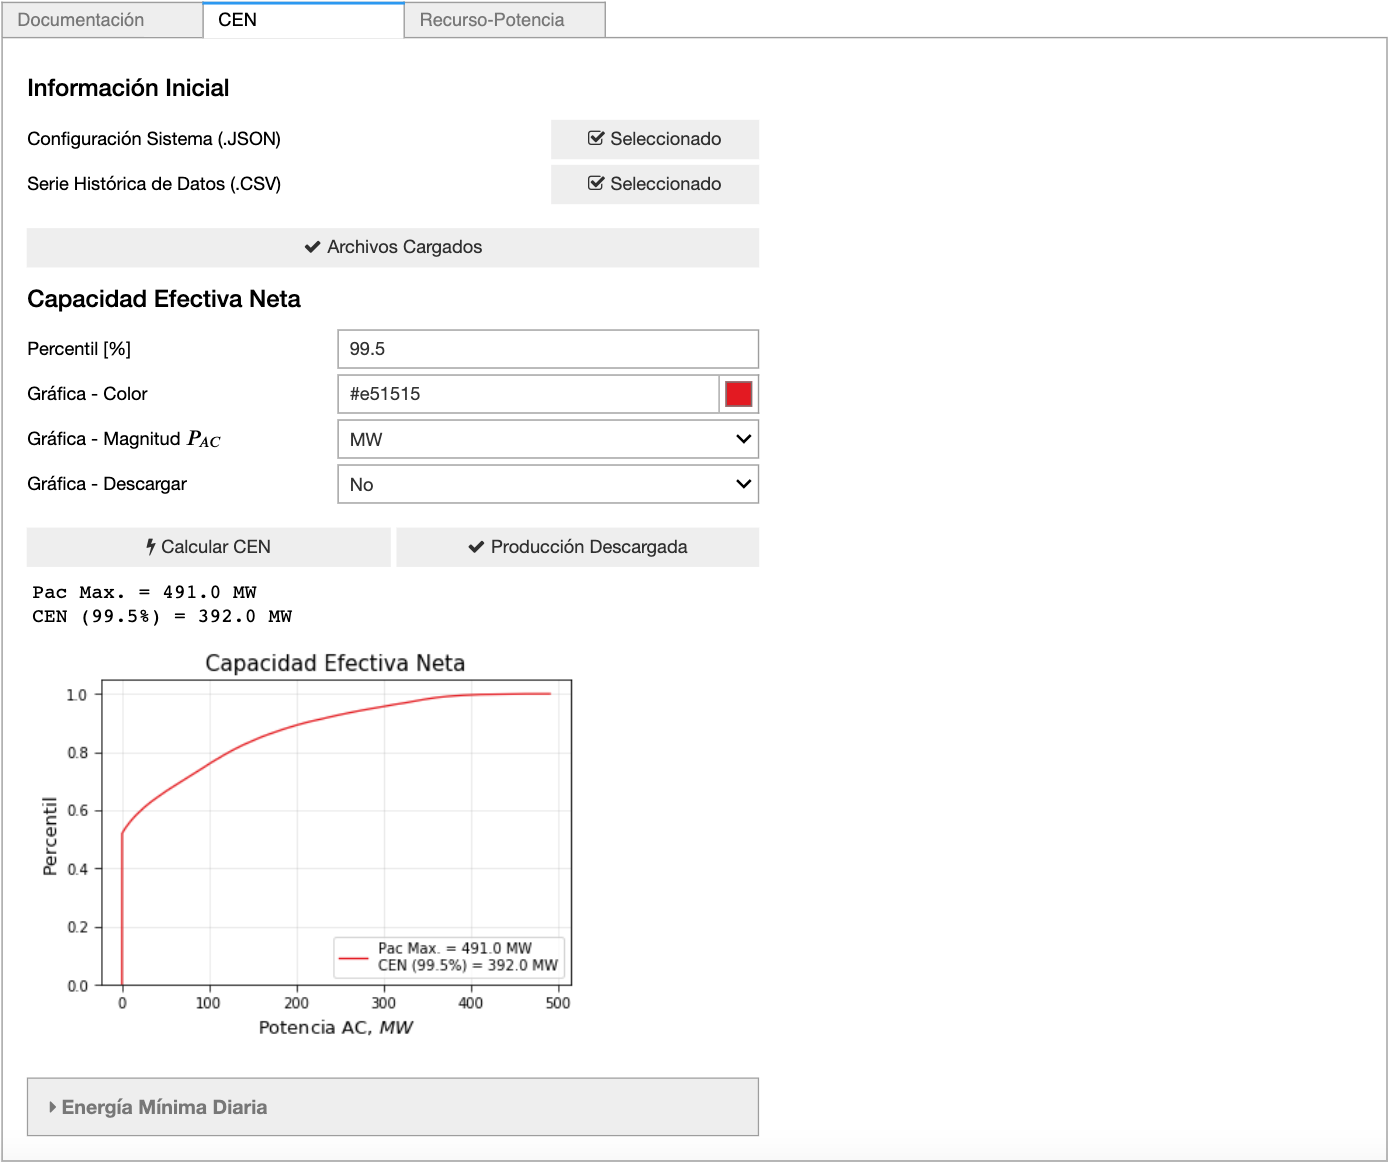 Documentación
CEN
Recurso-Potencia
Información Inicial
Configuración Sistema (.JSON)
Seleccionado
Serie Histórica de Datos (.CSV)
Seleccionado
Archivos Cargados
Capacidad Efectiva Neta
Percentil [%]
99.5
Gráfica - Color
#e51515
Gráfica - Magnitud P_AC
MW
Gráfica - Descargar
No
Calcular CEN
Producción Descargada
Pac Max. = 491.0 MW
CEN (99.5%) = 392.0 MW
Capacidad Efectiva Neta
1.0
0.8
0.6
0.4
0.2
0.0
Percentil
Pac Max. = 491.0 MW
CEN (99.5%) = 392.0 MW
0 100 200 300 400 500
Potencia AC, MW
Energía Mínima Diaria